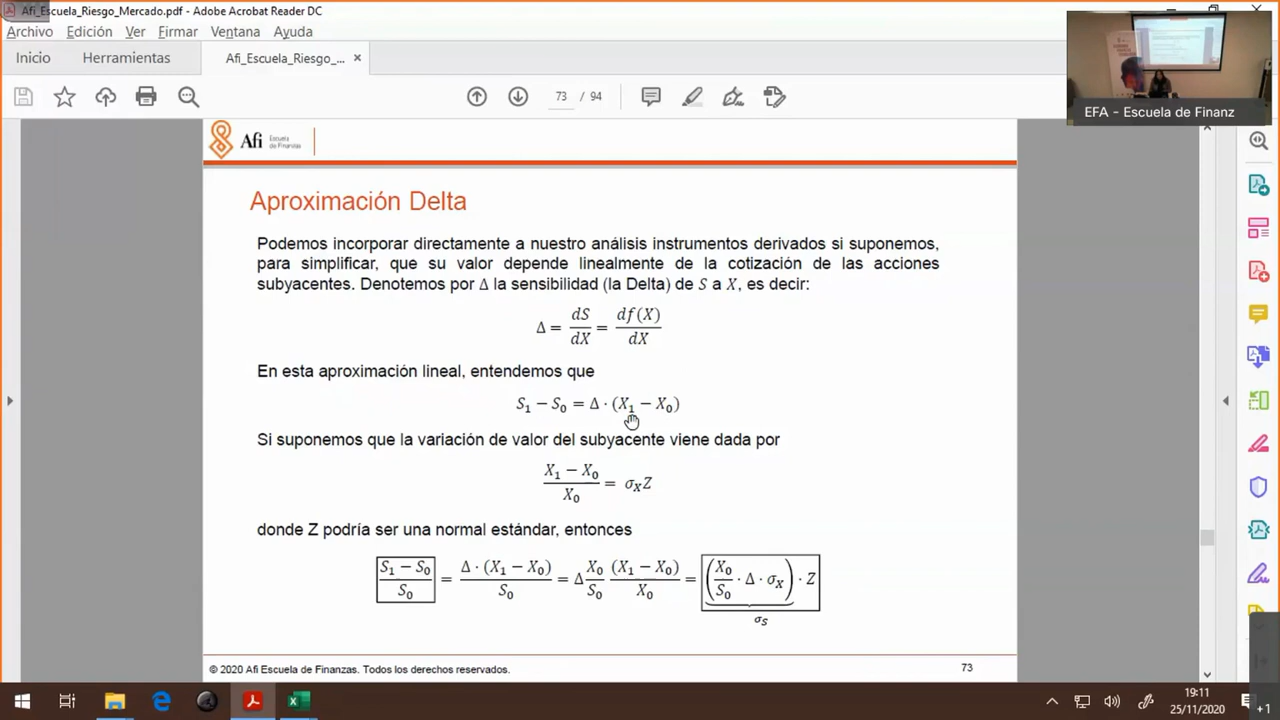 Afi_Escuela_Riesgo_Mercado.pdf - Adobe Acrobat Reader DC
Archivo Edición Ver Firmar Ventana Ayuda
Inicio Herramientas Afi_Escuela_Riesgo_...
73 / 94
EFA - Escuela de Finanz
Afi Escuela de Finanzas
Aproximación Delta
Podemos incorporar directamente a nuestro análisis instrumentos derivados si suponemos,
para simplificar, que su valor depende linealmente de la cotización de las acciones
subyacentes. Denotemos por Δ la sensibilidad (la Delta) de S a X, es decir:
Δ = dS/dX = df(X)/dX
En esta aproximación lineal, entendemos que
S₁ − S₀ = Δ · (X₁ − X₀)
Si suponemos que la variación de valor del subyacente viene dada por
(X₁ − X₀)/X₀ = σ_X Z
donde Z podría ser una normal estándar, entonces
(S₁ − S₀)/S₀ = Δ · (X₁ − X₀)/S₀ = Δ X₀/S₀ (X₁ − X₀)/X₀ = (X₀/S₀ · Δ · σ_X) · Z
σ_S
© 2020 Afi Escuela de Finanzas. Todos los derechos reservados.
73
19:11
25/11/2020
+1